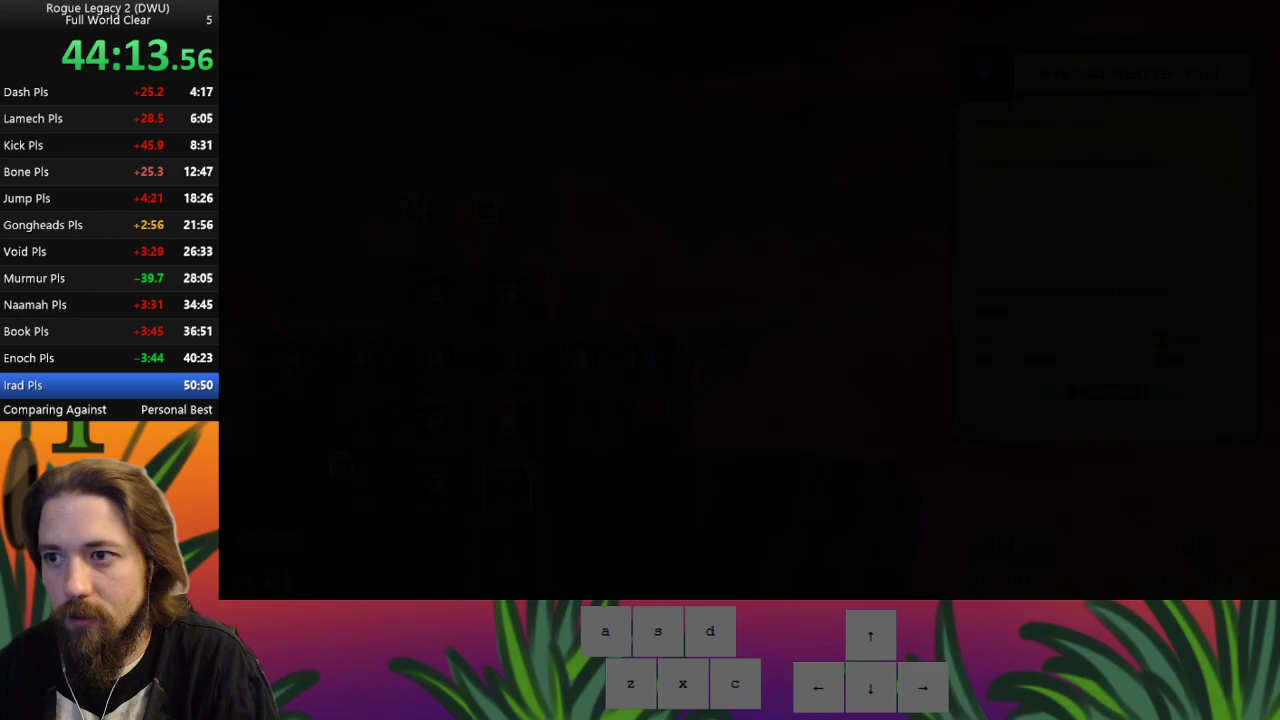 Rogue Legacy 2 (DWU)
Full World Clear 5
44:13.56
Dash Pls +25.2 4:17
Lamech Pls +28.5 6:05
Kick Pls +45.9 8:31
Bone Pls +25.3 12:47
Jump Pls +4:21 18:26
Gongheads Pls +2:56 21:56
Void Pls +3:29 26:33
Murmur Pls −39.7 28:05
Naamah Pls +3:31 34:45
Book Pls +3:45 36:51
Enoch Pls −3:44 40:23
Irad Pls 50:50
Comparing Against Personal Best
a s d ↑
z x c ← ↓ →